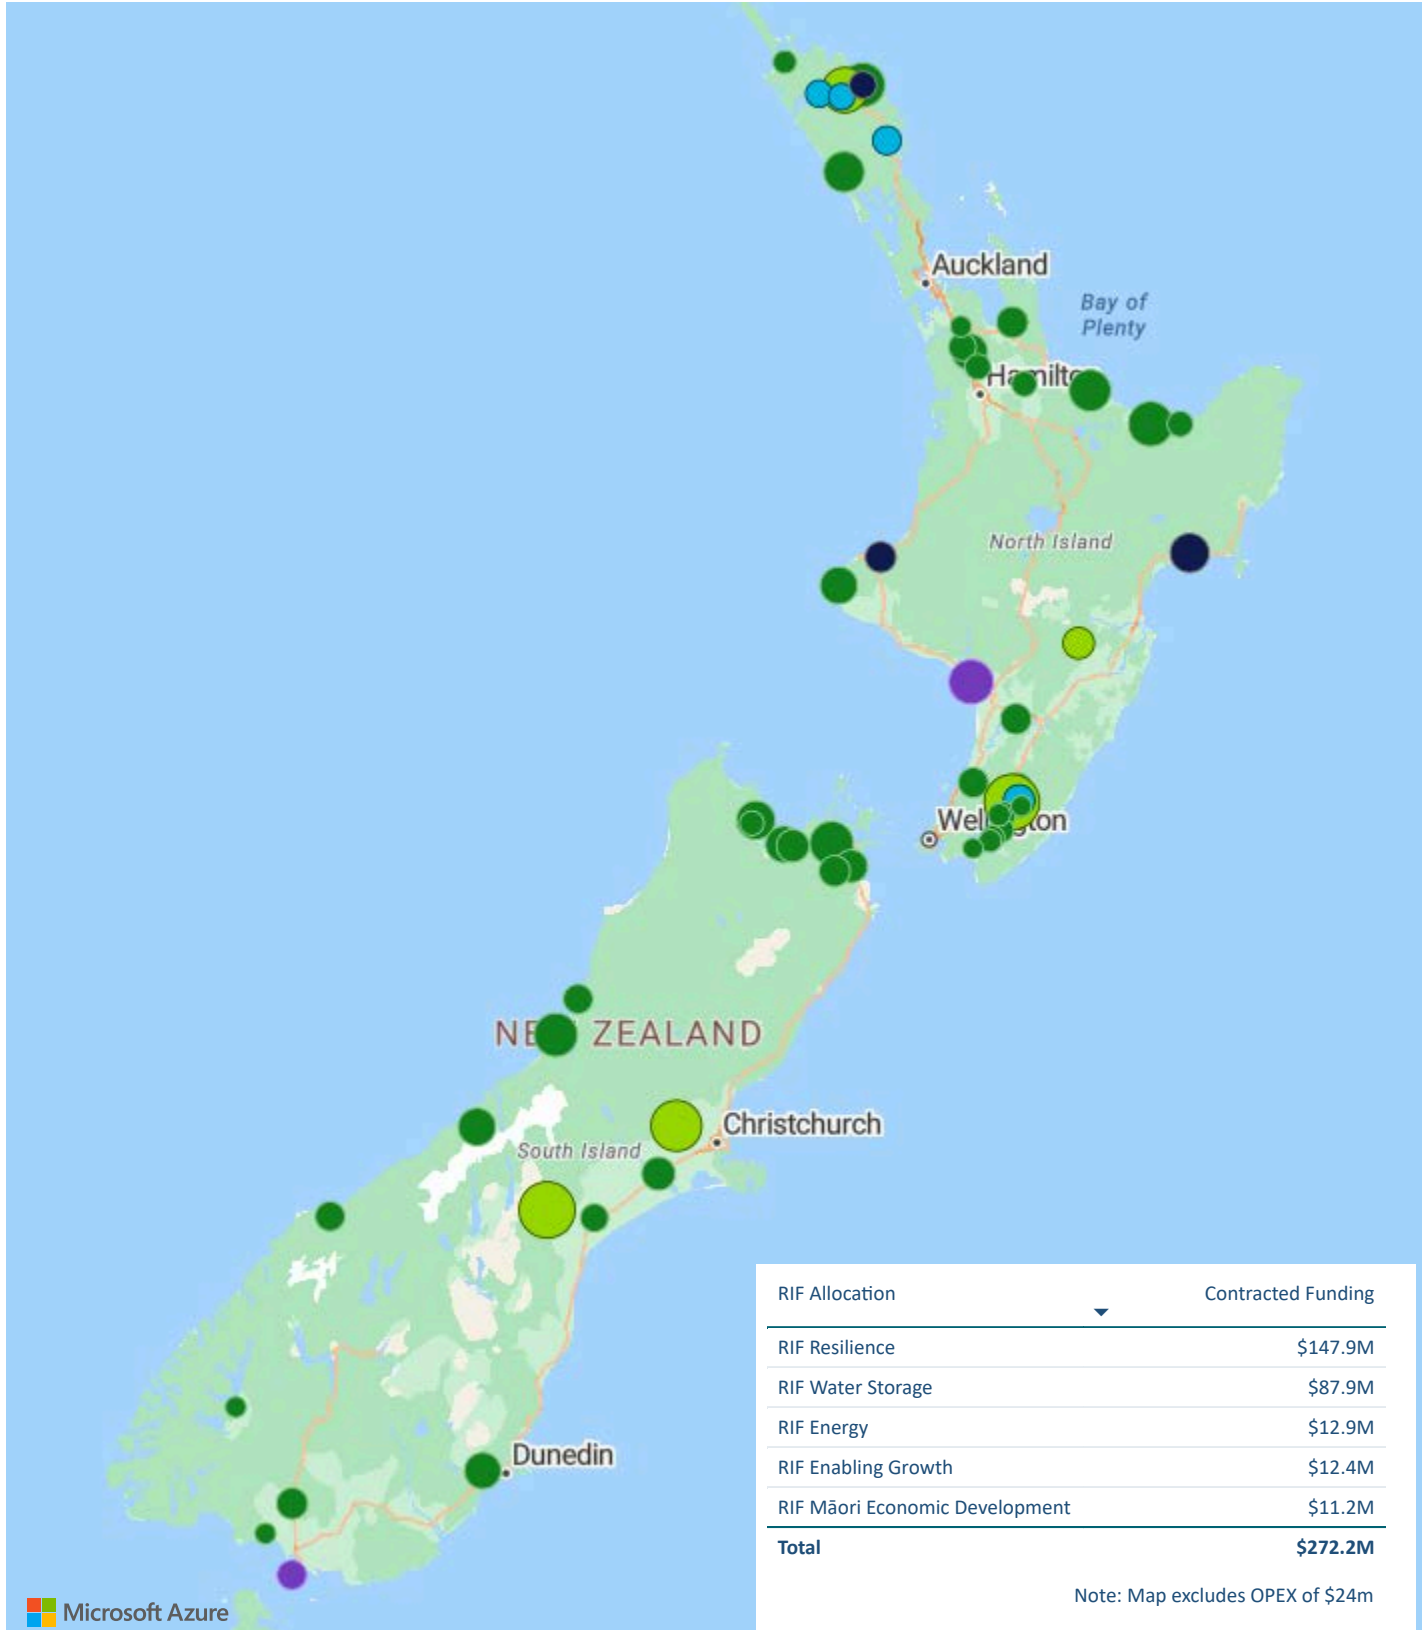 Auckland
Bay of
Plenty
Hamilt
North Island
Wel ton
NE ZEALAND
Christchurch
South Island
RIF Allocation Contracted Funding
RIF Resilience $147.9M
RIF Water Storage $87.9M
RIF Energy $12.9M
RIF Enabling Growth $12.4M
RIF Māori Economic Development $11.2M
Total $272.2M
Note: Map excludes OPEX of $24m
Dunedin
Microsoft Azure